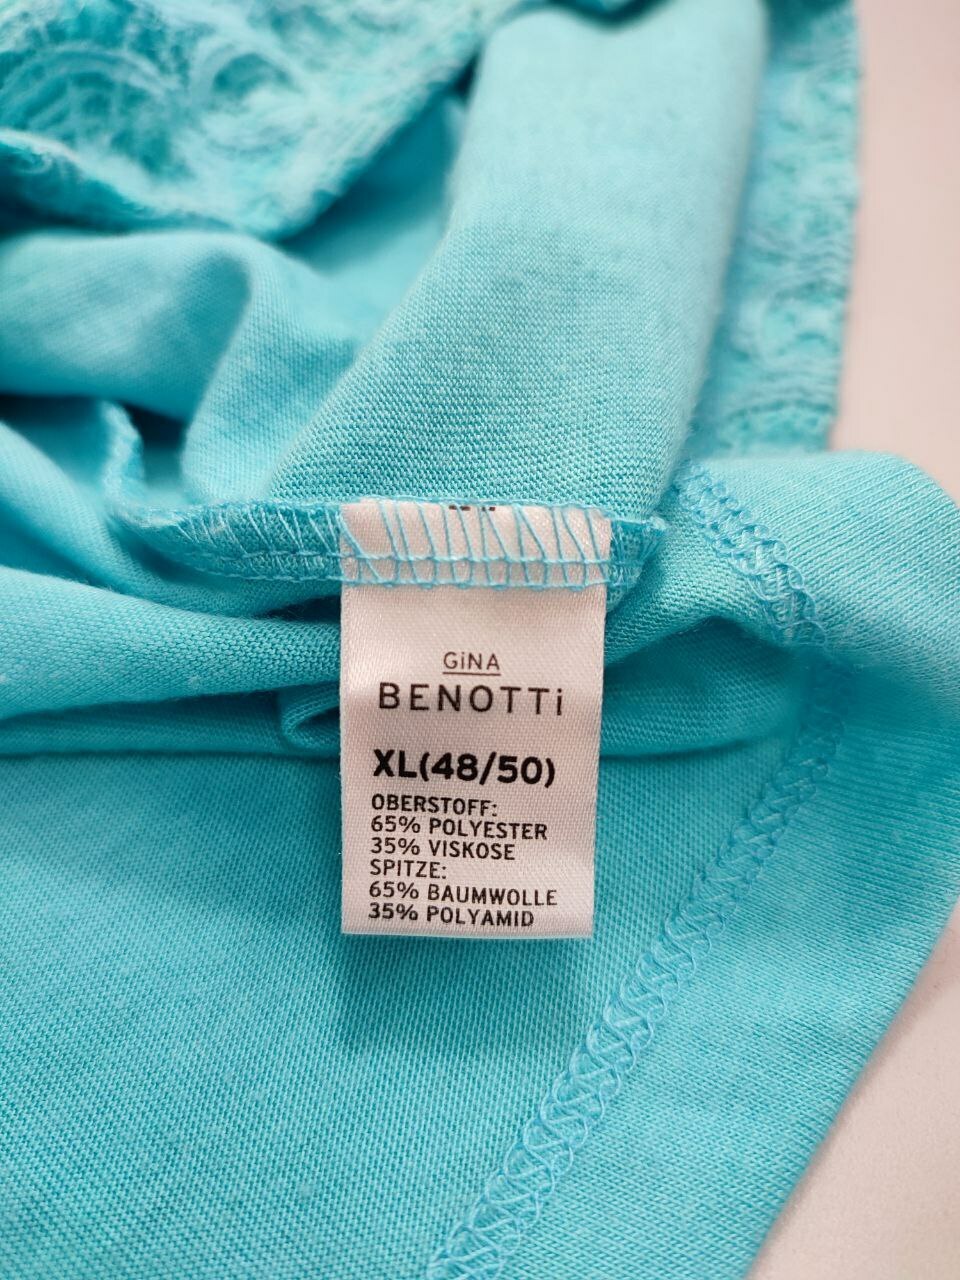 GiNA
BENOTTi
XL(48/50)
OBERSTOFF:
65% POLYESTER
35% VISKOSE
SPITZE:
65% BAUMWOLLE
35% POLYAMID